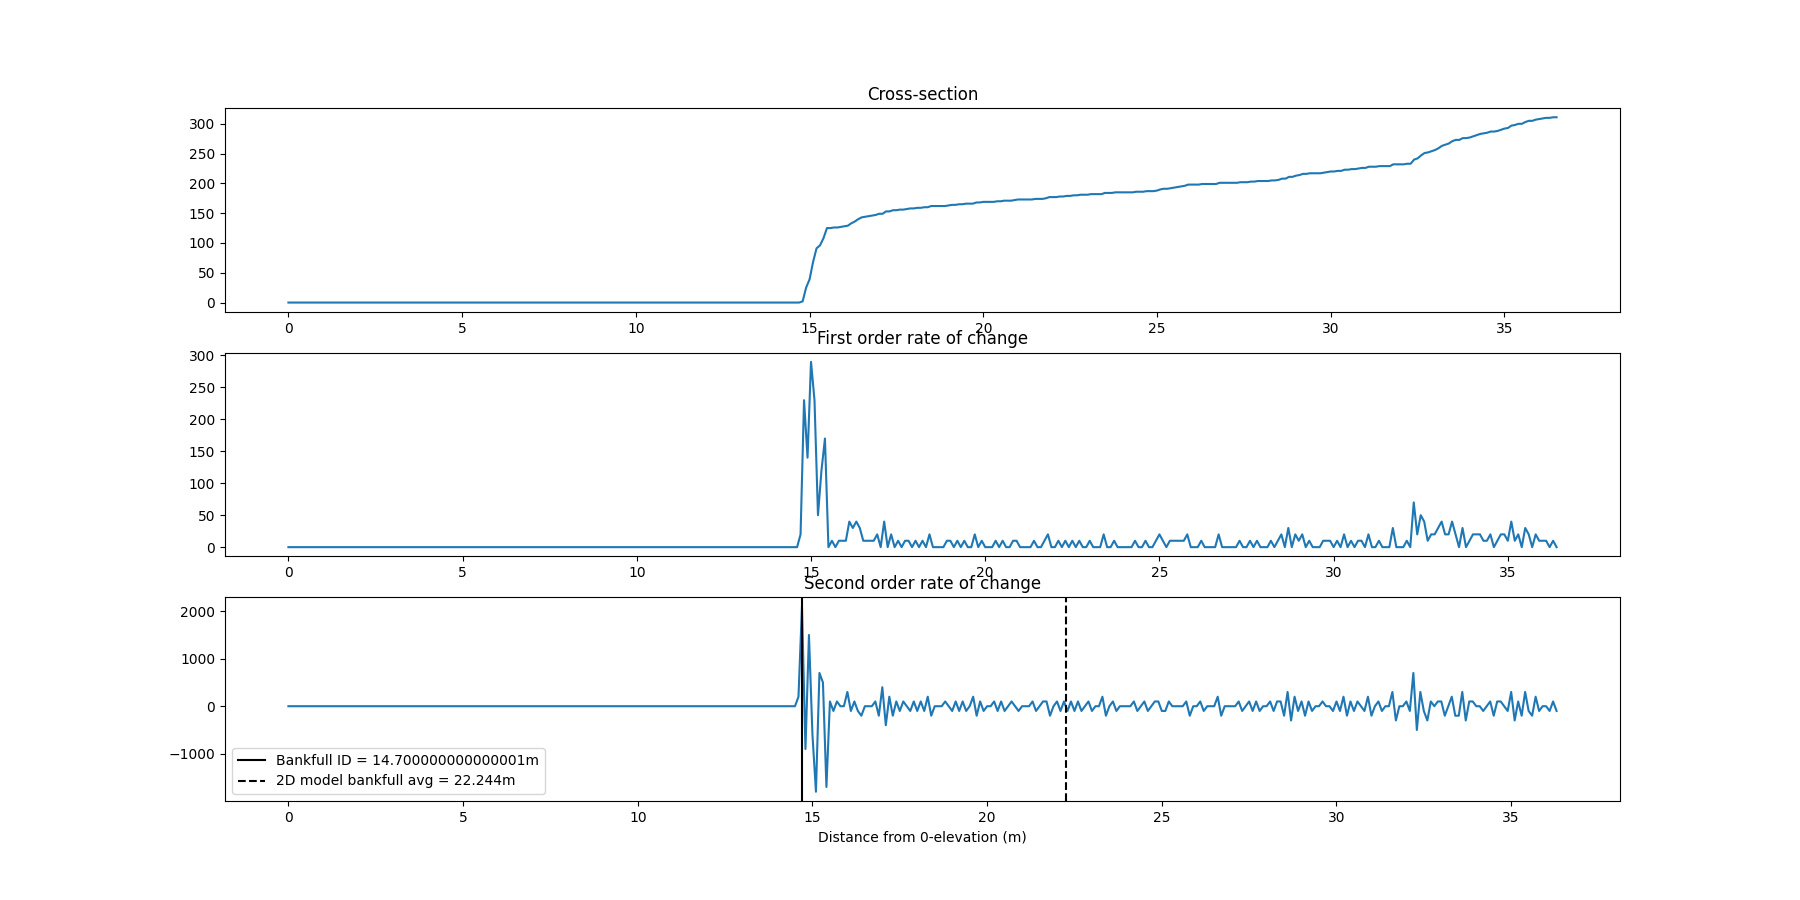 Cross-section
300
250
200
150
100
50
0
0 5 10 15 20 25 30 35
First order rate of change
300
250
200
150
100
50
0
0 5 10 15 20 25 30 35
Second order rate of change
2000
1000
0
−1000
Bankfull ID = 14.700000000000001m
2D model bankfull avg = 22.244m
0 5 10 15 20 25 30 35
Distance from 0-elevation (m)